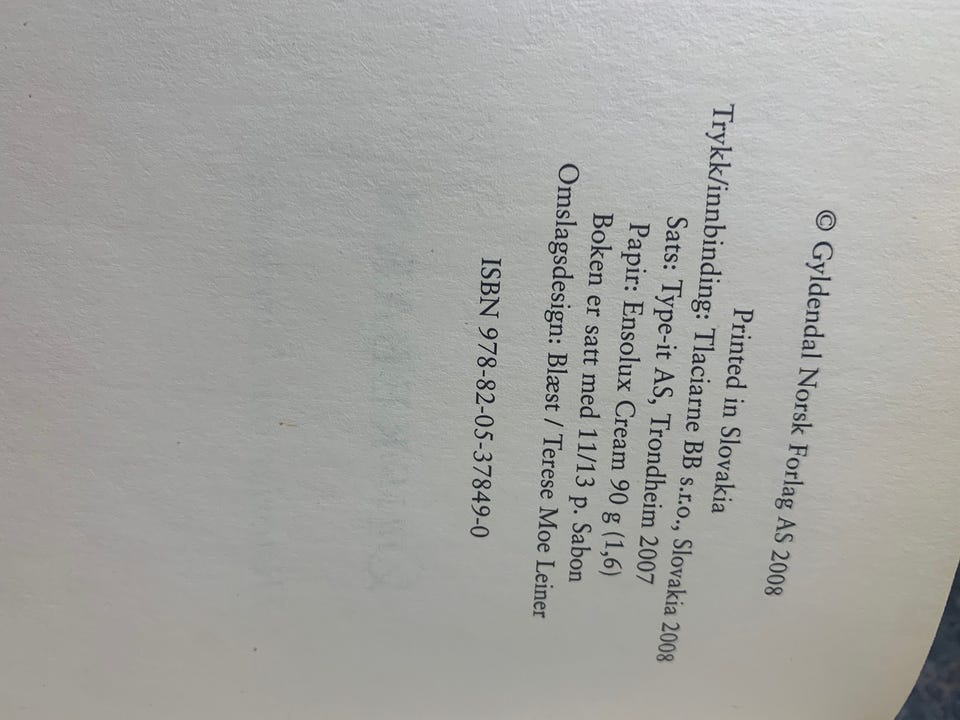 © Gyldendal Norsk Forlag AS 2008
Printed in Slovakia
Trykk/innbinding: Tlaciarne BB s.r.o., Slovakia 2008
Sats: Type-it AS, Trondheim 2007
Papir: Ensolux Cream 90 g (1,6)
Boken er satt med 11/13 p. Sabon
Omslagsdesign: Blæst / Terese Moe Leiner
ISBN 978-82-05-37849-0